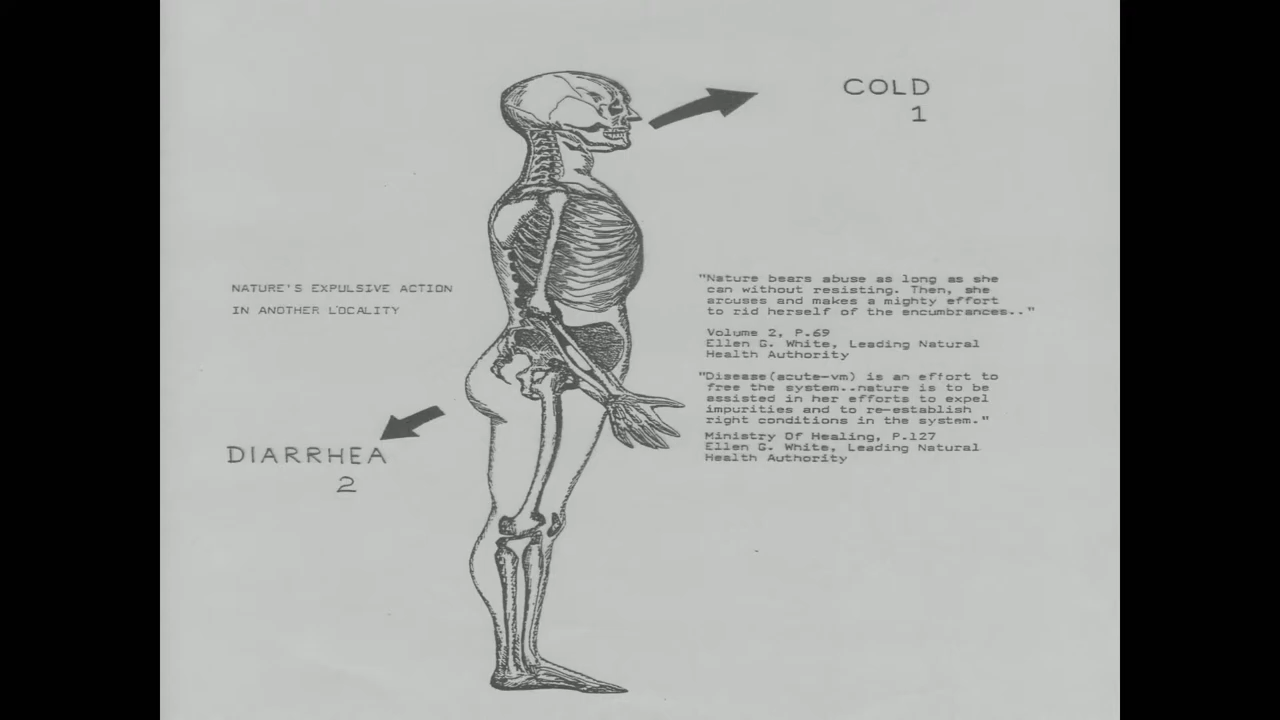 COLD
1
NATURE'S EXPULSIVE ACTION
IN ANOTHER LOCALITY
"Nature bears abuse as long as she
can without resisting. Then, she
arouses and makes a mighty effort
to rid herself of the encumbrances.."
Volume 2, P.69
Ellen G. White, Leading Natural
Health Authority
"Disease(acute-vm) is an effort to
free the system..nature is to be
assisted in her efforts to expel
impurities and to re-establish
right conditions in the system."
Ministry Of Healing, P.127
Ellen G. White, Leading Natural
Health Authority
DIARRHEA
2